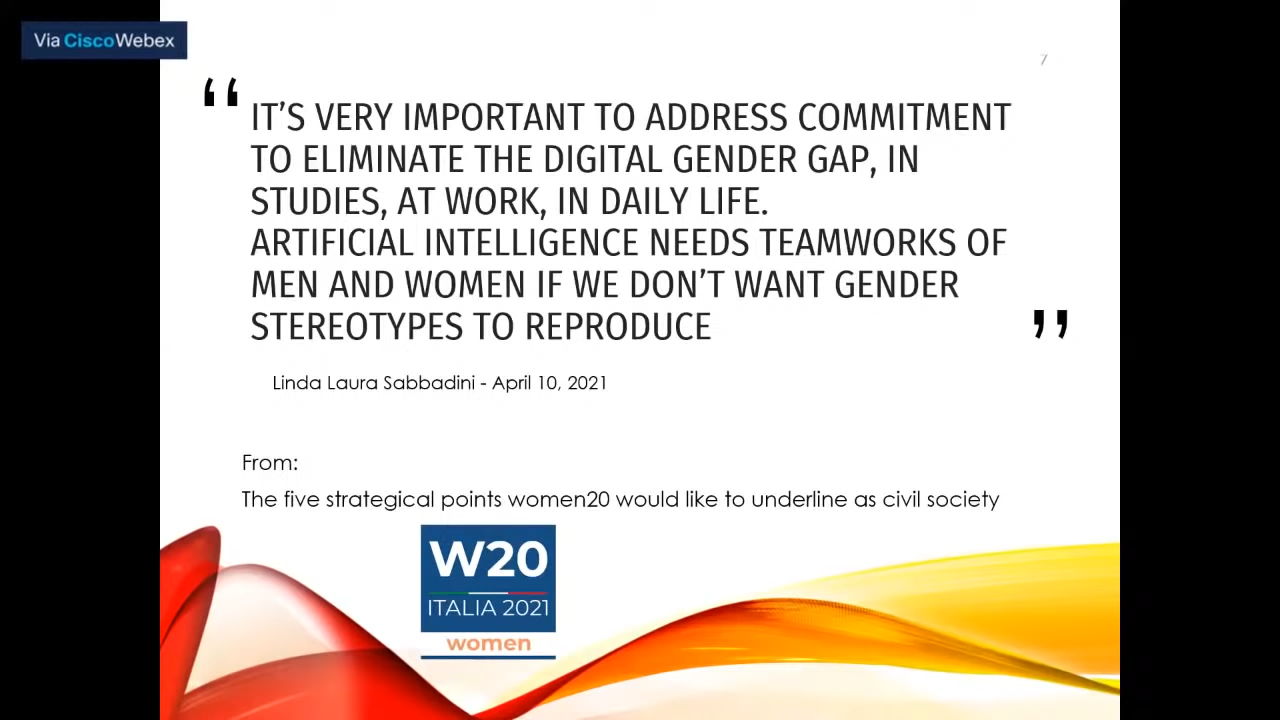 Via CiscoWebex
7
“ IT’S VERY IMPORTANT TO ADDRESS COMMITMENT
TO ELIMINATE THE DIGITAL GENDER GAP, IN
STUDIES, AT WORK, IN DAILY LIFE.
ARTIFICIAL INTELLIGENCE NEEDS TEAMWORKS OF
MEN AND WOMEN IF WE DON’T WANT GENDER
STEREOTYPES TO REPRODUCE ”
Linda Laura Sabbadini - April 10, 2021
From:
The five strategical points women20 would like to underline as civil society
W20
ITALIA 2021
women